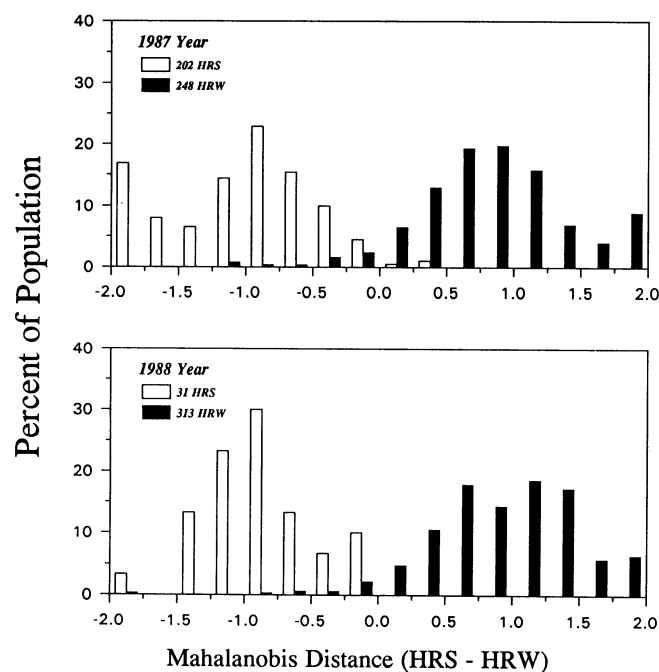 Percent of Population
40
30
20
10
0
1987 Year
202 HRS
248 HRW
-2.0 -1.5 -1.0 -0.5 0.0 0.5 1.0 1.5 2.0
40
30
20
10
0
1988 Year
31 HRS
313 HRW
-2.0 -1.5 -1.0 -0.5 0.0 0.5 1.0 1.5 2.0
Mahalanobis Distance (HRS - HRW)